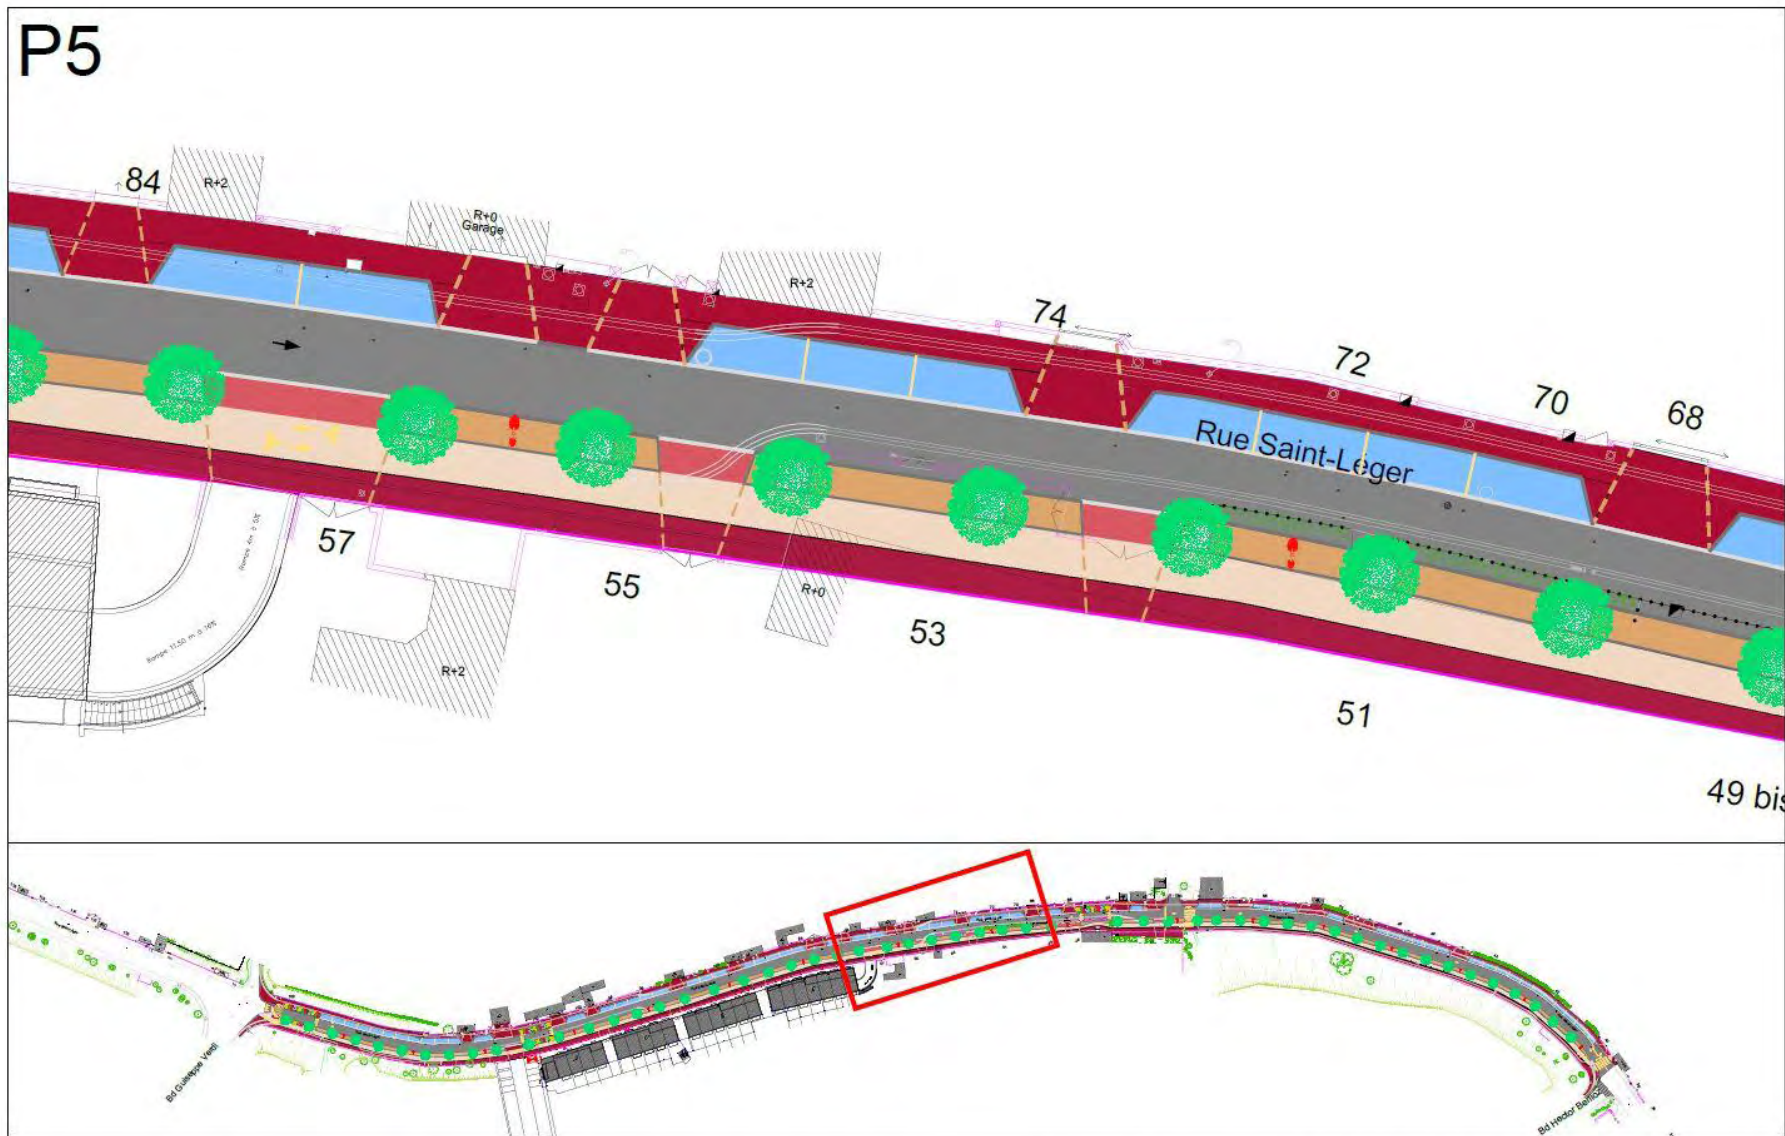 P5
84
R+2
R+0
Garage
R+2
74
72
70
68
Rue Saint-Leger
57
55
R+0
53
R+2
51
49 bis
Bd Guiseppe Verdi
Bd Hector Berlioz